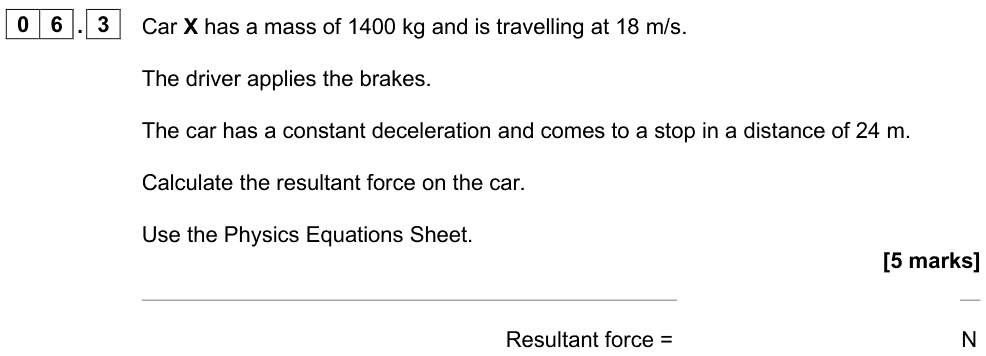 0 6 . 3 Car X has a mass of 1400 kg and is travelling at 18 m/s.
The driver applies the brakes.
The car has a constant deceleration and comes to a stop in a distance of 24 m.
Calculate the resultant force on the car.
Use the Physics Equations Sheet.
[5 marks]
Resultant force = N